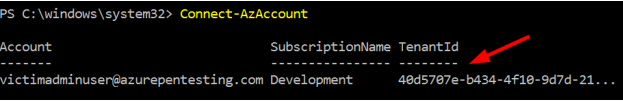 PS C:\windows\system32> Connect-AzAccount
Account SubscriptionName TenantId
------- ---------------- --------
victimadminuser@azurepentesting.com Development 40d5707e-b434-4f10-9d7d-21...